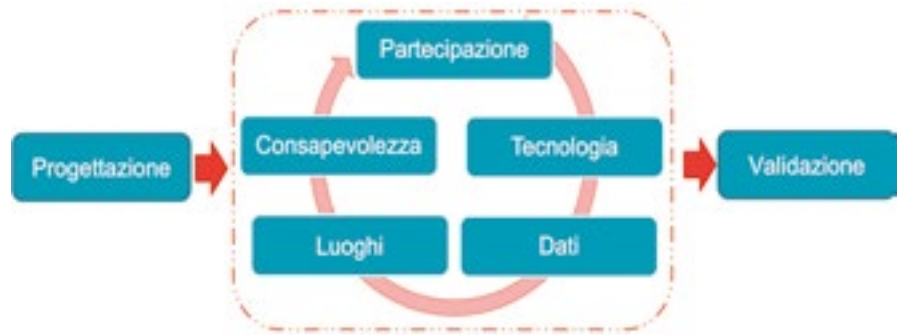 Partecipazione
Consapevolezza
Tecnologia
Progettazione
Validazione
Luoghi
Dati